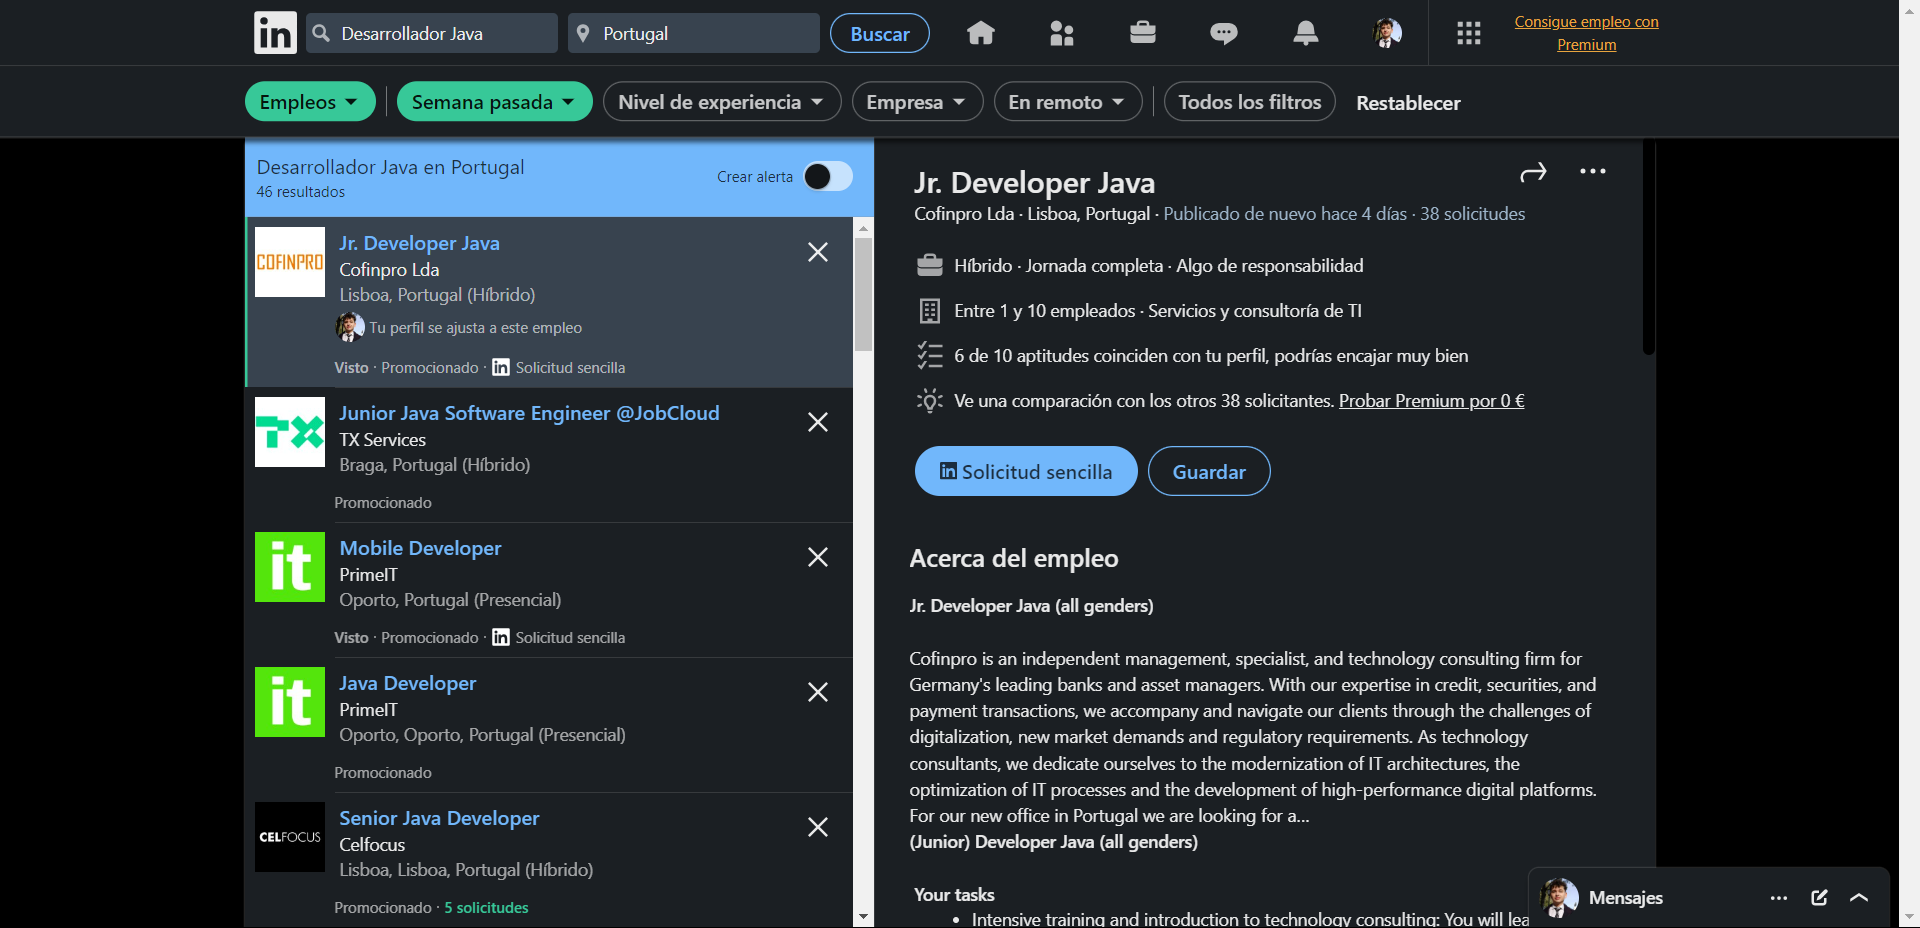 in
Desarrollador Java
Portugal
Buscar
Consigue empleo con
Premium
Empleos
Semana pasada
Nivel de experiencia
Empresa
En remoto
Todos los filtros
Restablecer
Desarrollador Java en Portugal
46 resultados
Crear alerta
COFINPRO
Jr. Developer Java
Cofinpro Lda
Lisboa, Portugal (Híbrido)
Tu perfil se ajusta a este empleo
Visto · Promocionado · in Solicitud sencilla
TX
Junior Java Software Engineer @JobCloud
TX Services
Braga, Portugal (Híbrido)
Promocionado
it
Mobile Developer
PrimeIT
Oporto, Portugal (Presencial)
Visto · Promocionado · in Solicitud sencilla
it
Java Developer
PrimeIT
Oporto, Oporto, Portugal (Presencial)
Promocionado
CELFOCUS
Senior Java Developer
Celfocus
Lisboa, Lisboa, Portugal (Híbrido)
Promocionado · 5 solicitudes
Jr. Developer Java
Cofinpro Lda · Lisboa, Portugal · Publicado de nuevo hace 4 días · 38 solicitudes
Híbrido · Jornada completa · Algo de responsabilidad
Entre 1 y 10 empleados · Servicios y consultoría de TI
6 de 10 aptitudes coinciden con tu perfil, podrías encajar muy bien
Ve una comparación con los otros 38 solicitantes. Probar Premium por 0 €
in Solicitud sencilla
Guardar
Acerca del empleo
Jr. Developer Java (all genders)
Cofinpro is an independent management, specialist, and technology consulting firm for
Germany's leading banks and asset managers. With our expertise in credit, securities, and
payment transactions, we accompany and navigate our clients through the challenges of
digitalization, new market demands and regulatory requirements. As technology
consultants, we dedicate ourselves to the modernization of IT architectures, the
optimization of IT processes and the development of high-performance digital platforms.
For our new office in Portugal we are looking for a...
(Junior) Developer Java (all genders)
Your tasks
• Intensive training and introduction to technology consulting: You will lea
Mensajes